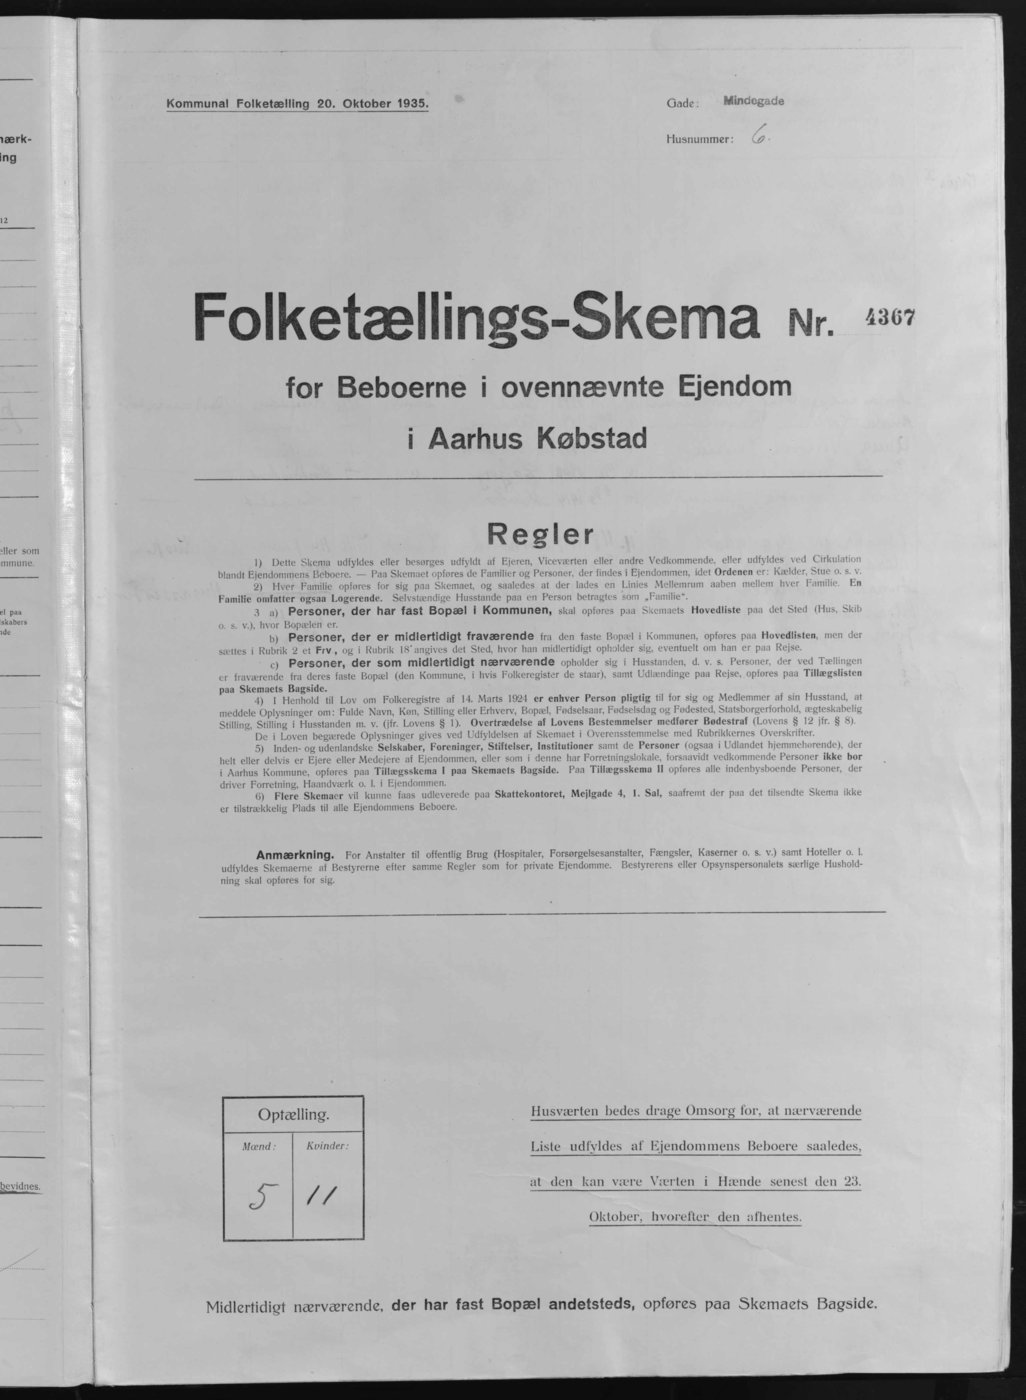 Kommunal Folketælling 20. Oktober 1935.
Gade: Mindegade
Husnummer: 6.
Folketællings-Skema Nr. 4367
for Beboerne i ovennævnte Ejendom
i Aarhus Købstad
Regler
1) Dette Skema udfyldes eller besørges udfyldt af Ejeren, Viceværten eller andre Vedkommende, eller udfyldes ved Cirkulation
blandt Ejendommens Beboere. — Paa Skemaet opføres de Familier og Personer, der findes i Ejendommen, idet Ordenen er: Kælder, Stue o. s. v.
2) Hver Familie opføres for sig paa Skemaet, og saaledes at der lades en Linies Mellemrum aaben mellem hver Familie. En
Familie omfatter ogsaa Logerende. Selvstændige Husstande paa en Person betragtes som „Familie“.
3 a) Personer, der har fast Bopæl i Kommunen, skal opføres paa Skemaets Hovedliste paa det Sted (Hus, Skib
o. s. v.), hvor Bopælen er.
b) Personer, der er midlertidigt fraværende fra den faste Bopæl i Kommunen, opføres paa Hovedlisten, men der
sættes i Rubrik 2 et Frv., og i Rubrik 18 angives det Sted, hvor han midlertidigt opholder sig, eventuelt om han er paa Rejse.
c) Personer, der som midlertidigt nærværende opholder sig i Husstanden, d. v. s. Personer, der ved Tællingen
er fraværende fra deres faste Bopæl (den Kommune, i hvis Folkeregister de staar), samt Udlændinge paa Rejse, opføres paa Tillægslisten
paa Skemaets Bagside.
4) I Henhold til Lov om Folkeregistre af 14. Marts 1924 er enhver Person pligtig til for sig og Medlemmer af sin Husstand, at
meddele Oplysninger om: Fulde Navn, Køn, Stilling eller Erhverv, Bopæl, Fødselsaar, Fødselsdag og Fødested, Statsborgerforhold, ægteskabelig
Stilling, Stilling i Husstanden m. v. (jfr. Lovens § 1). Overtrædelse af Lovens Bestemmelser medfører Bødestraf (Lovens § 12 jfr. § 8).
De i Loven begærede Oplysninger gives ved Udfyldelsen af Skemaet i Overensstemmelse med Rubrikkernes Overskrifter.
5) Inden- og udenlandske Selskaber, Foreninger, Stiftelser, Institutioner samt de Personer (ogsaa i Udlandet hjemmehørende), der
helt eller delvis er Ejere eller Medejere af Ejendommen, eller som i denne har Forretningslokale, forsaavidt vedkommende Personer ikke bor
i Aarhus Kommune, opføres paa Tillægsskema I paa Skemaets Bagside. Paa Tillægsskema II opføres alle indenbysboende Personer, der
driver Forretning, Haandværk o. l. i Ejendommen.
6) Flere Skemaer vil kunne faas udleverede paa Skattekontoret, Mejlgade 4, 1. Sal, saafremt der paa det tilsendte Skema ikke
er tilstrækkelig Plads til alle Ejendommens Beboere.
Anmærkning. For Anstalter til offentlig Brug (Hospitaler, Forsørgelsesanstalter, Fængsler, Kaserner o. s. v.) samt Hoteller o. l.
udfyldes Skemaerne af Bestyrerne efter samme Regler som for private Ejendomme. Bestyrerens eller Opsynspersonalets særlige Hushold-
ning skal opføres for sig.
Optælling.
Mænd: Kvinder:
5 11
Husværten bedes drage Omsorg for, at nærværende
Liste udfyldes af Ejendommens Beboere saaledes,
at den kan være Værten i Hænde senest den 23.
Oktober, hvorefter den afhentes.
Midlertidigt nærværende, der har fast Bopæl andetsteds, opføres paa Skemaets Bagside.